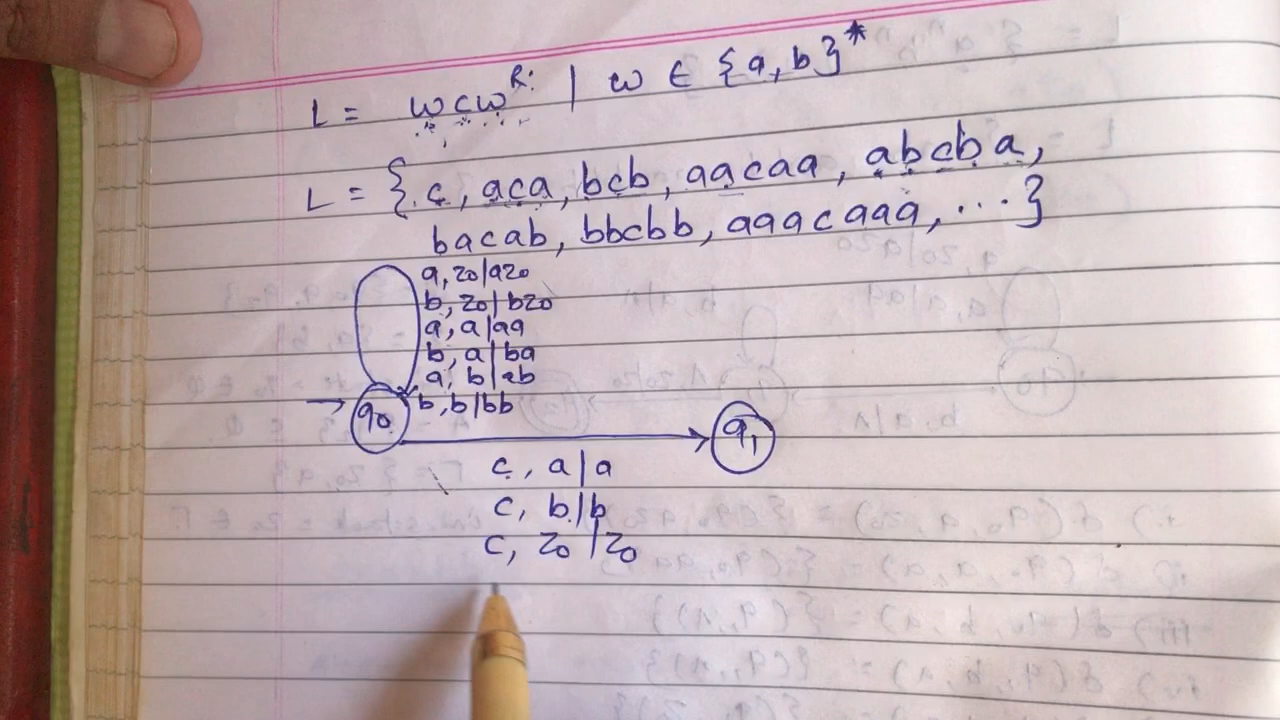 L = wcw^R: | w ∈ {a, b}*
L = {c, aca, bcb, aacaa, abcba,
bacab, bbcbb, aaacaaa, ...}
a, z0/az0
b, z0/bz0
a, a/aa
b, a/ba
a, b/ab
b, b/bb
q0
q1
c, a/a
c, b/b
c, z0/z0